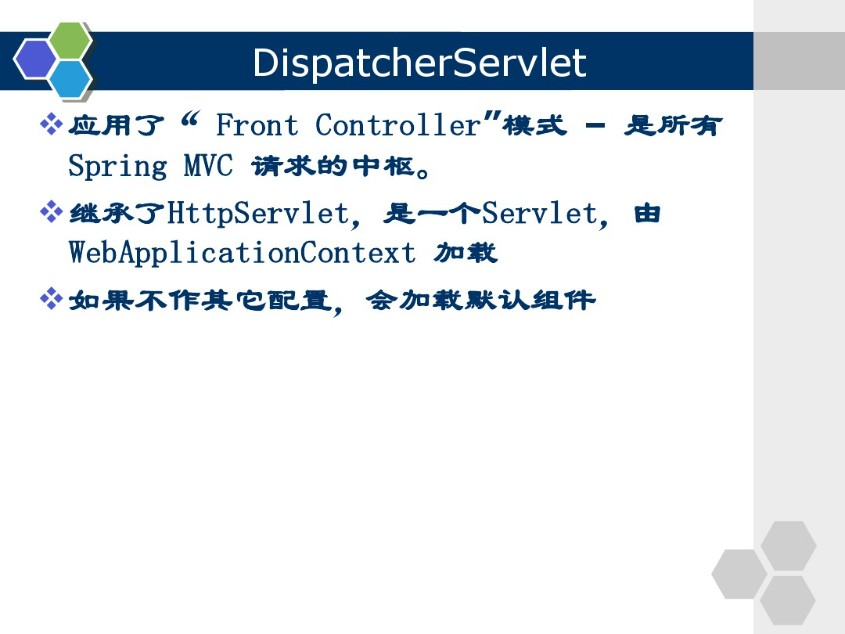 DispatcherServlet
应用了“ Front Controller”模式 - 是所有
Spring MVC 请求的中枢。
继承了HttpServlet, 是一个Servlet, 由
WebApplicationContext 加载
如果不作其它配置, 会加载默认组件